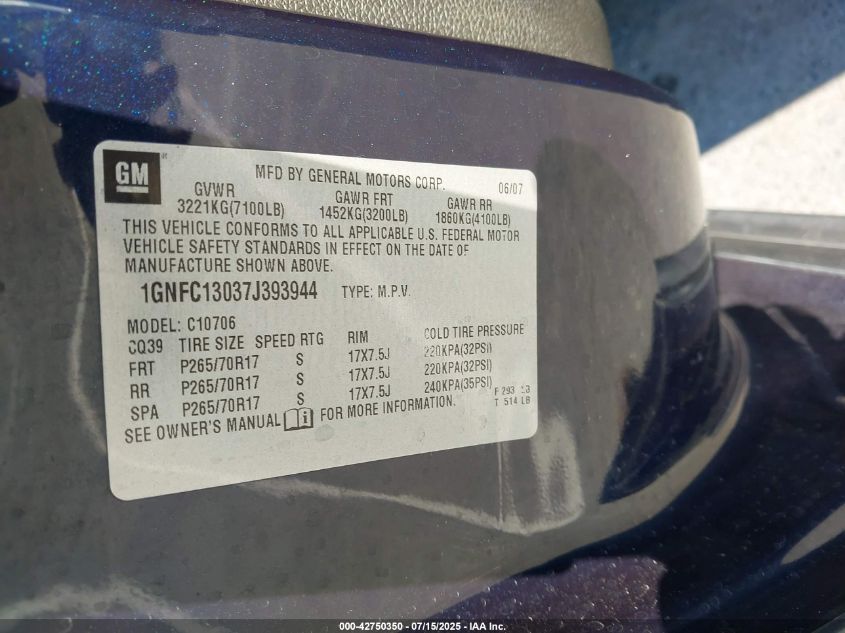 GM
MFD BY GENERAL MOTORS CORP. 06/07
GVWR GAWR FRT GAWR RR
3221KG(7100LB) 1452KG(3200LB) 1860KG(4100LB)
THIS VEHICLE CONFORMS TO ALL APPLICABLE U.S. FEDERAL MOTOR
VEHICLE SAFETY STANDARDS IN EFFECT ON THE DATE OF
MANUFACTURE SHOWN ABOVE.
1GNFC13037J393944 TYPE: M.P.V.
MODEL: C10706
CQ39 TIRE SIZE SPEED RTG RIM COLD TIRE PRESSURE
FRT P265/70R17 S 17X7.5J 220KPA(32PSI)
RR P265/70R17 S 17X7.5J 220KPA(32PSI)
SPA P265/70R17 S 17X7.5J 240KPA(35PSI)
F 293 LB
T 514 LB
SEE OWNER'S MANUAL i FOR MORE INFORMATION.
000-42750350 - 07/15/2025 - IAA Inc.